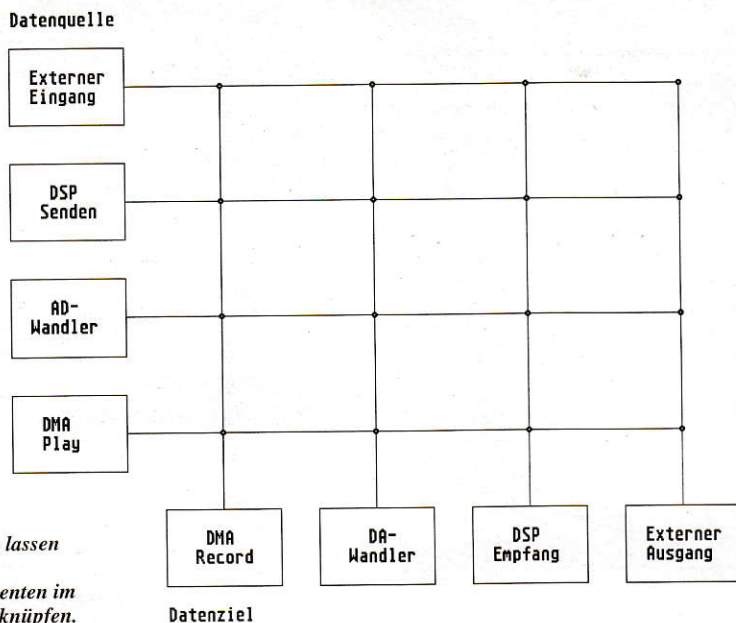 Datenquelle
Externer
Eingang
DSP
Senden
AD-
Wandler
DMA
Play
lassen
enten im
knüpfen.
DMA
Record
DA-
Wandler
DSP
Empfang
Externer
Ausgang
Datenziel